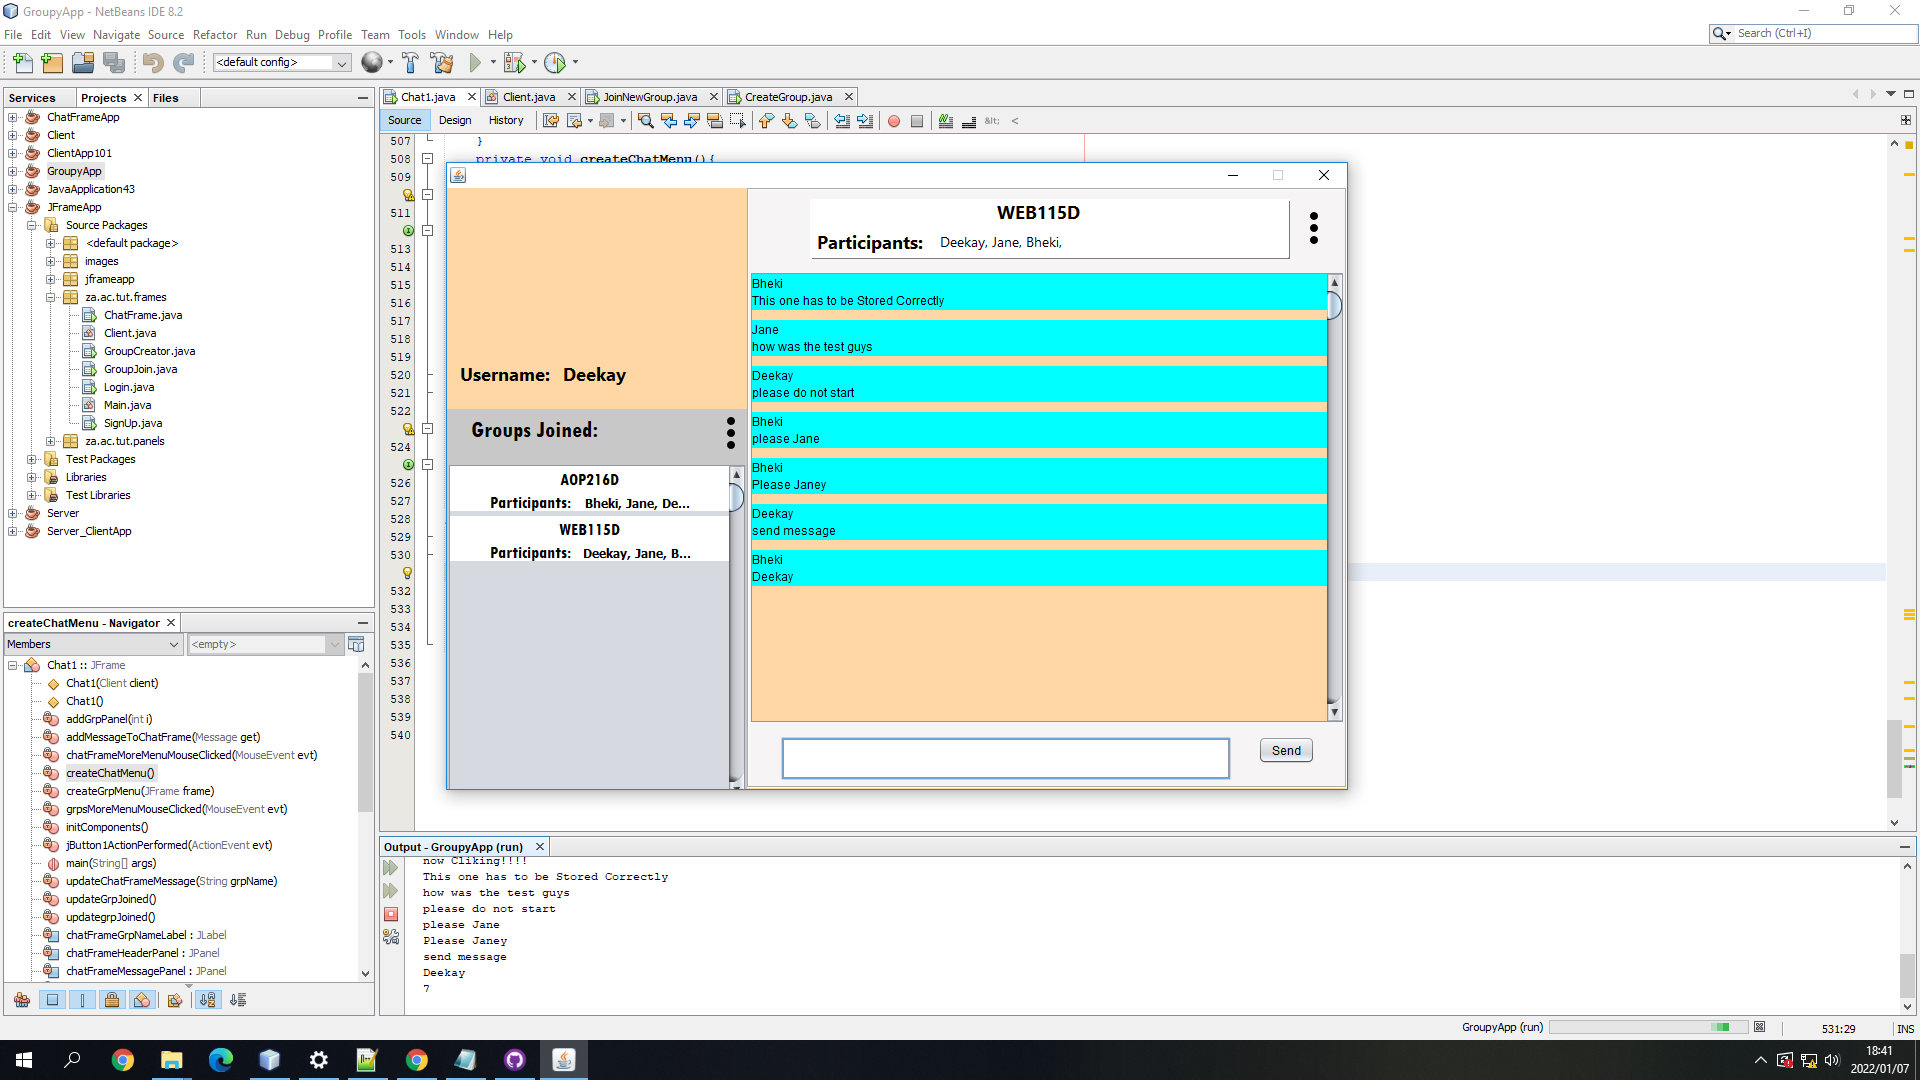 GroupyApp - NetBeans IDE 8.2
File Edit View Navigate Source Refactor Run Debug Profile Team Tools Window Help
Search (Ctrl+I)
<default config>
Services Projects Files
ChatFrameApp
Client
ClientApp101
GroupyApp
JavaApplication43
JFrameApp
Source Packages
<default package>
images
jframeapp
za.ac.tut.frames
ChatFrame.java
Client.java
GroupCreator.java
GroupJoin.java
Login.java
Main.java
SignUp.java
za.ac.tut.panels
Test Packages
Libraries
Test Libraries
Server
Server_ClientApp
createChatMenu - Navigator
Members
<empty>
Chat1 :: JFrame
Chat1(Client client)
Chat1()
addGrpPanel(int i)
addMessageToChatFrame(Message get)
chatFrameMoreMenuMouseClicked(MouseEvent evt)
createChatMenu()
createGrpMenu(JFrame frame)
grpsMoreMenuMouseClicked(MouseEvent evt)
initComponents()
jButton1ActionPerformed(ActionEvent evt)
main(String[] args)
updateChatFrameMessage(String grpName)
updateGrpJoined()
updategrpJoined()
chatFrameGrpNameLabel : JLabel
chatFrameHeaderPanel : JPanel
chatFrameMessagePanel : JPanel
Chat1.java Client.java JoinNewGroup.java CreateGroup.java
Source Design History
&lt; <
507 }
508 private void createChatMenu(){
509
511
513
514
515
516
517
518
519
520
521
522
524
526
527
528
529
530
532
533
534
535
536
537
538
539
540
Username: Deekay
Groups Joined:
AOP216D
Participants: Bheki, Jane, De...
WEB115D
Participants: Deekay, Jane, B...
WEB115D
Participants: Deekay, Jane, Bheki,
Bheki
This one has to be Stored Correctly
Jane
how was the test guys
Deekay
please do not start
Bheki
please Jane
Bheki
Please Janey
Deekay
send message
Bheki
Deekay
Send
Output - GroupyApp (run)
now Cliking!!!!
This one has to be Stored Correctly
how was the test guys
please do not start
please Jane
Please Janey
send message
Deekay
7
GroupyApp (run)
531:29
INS
18:41
2022/01/07